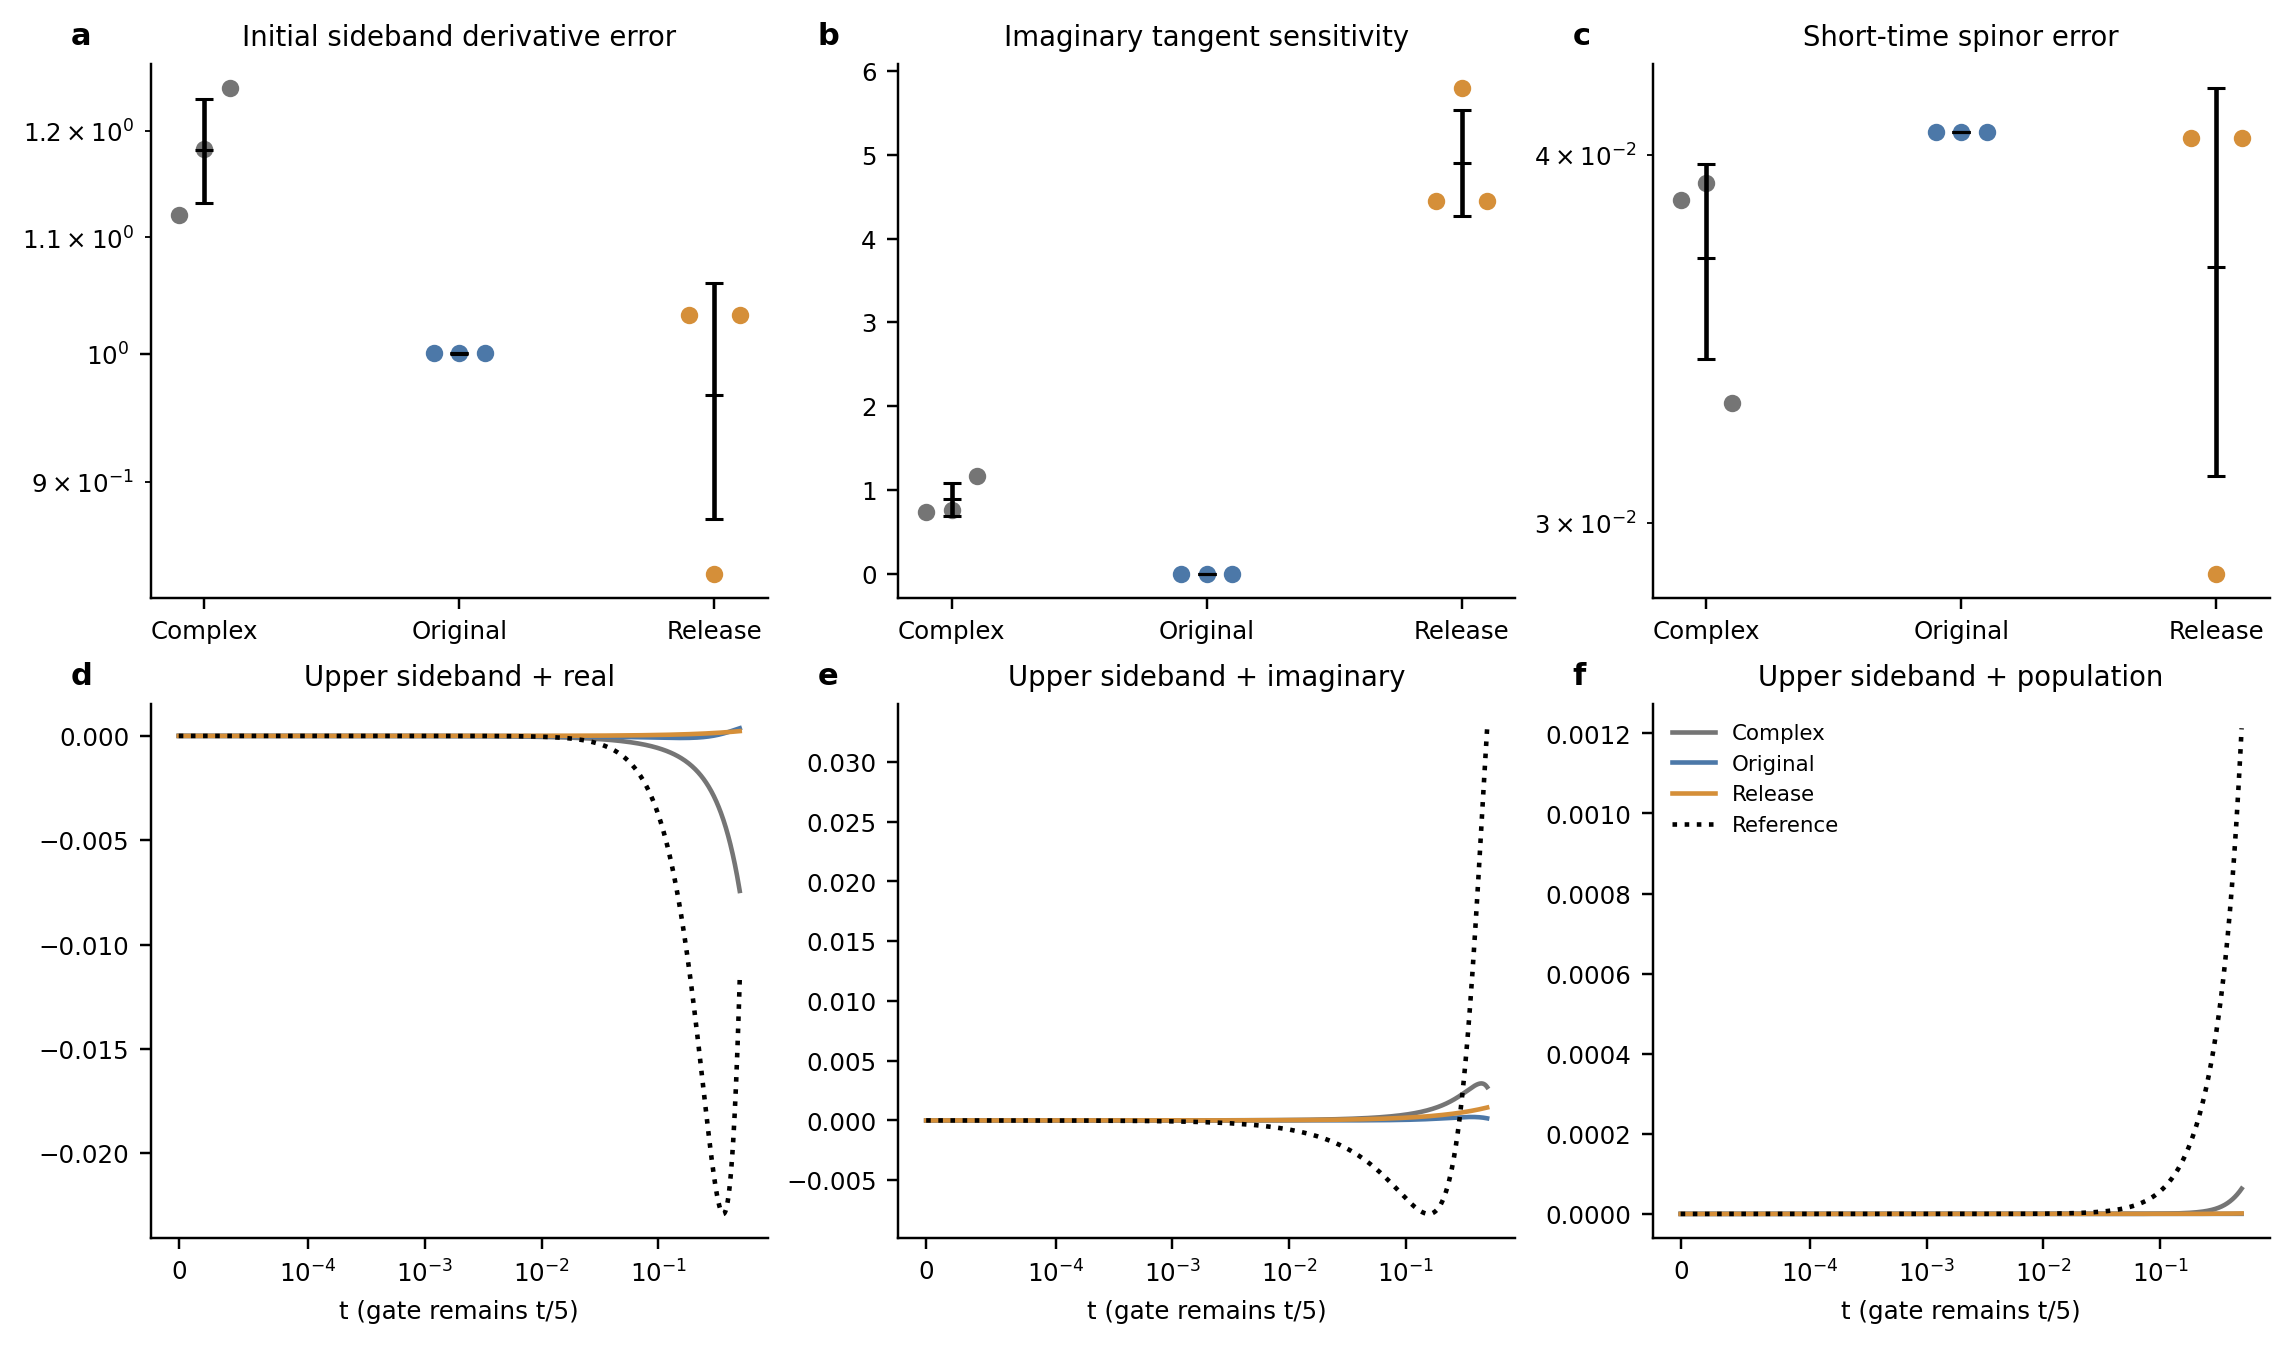 a
Initial sideband derivative error
1.2 × 10⁰
1.1 × 10⁰
10⁰
9 × 10⁻¹
Complex
Original
Release
b
Imaginary tangent sensitivity
6
5
4
3
2
1
0
Complex
Original
Release
c
Short-time spinor error
4 × 10⁻²
3 × 10⁻²
Complex
Original
Release
d
Upper sideband + real
0.000
−0.005
−0.010
−0.015
−0.020
0
10⁻⁴
10⁻³
10⁻²
10⁻¹
t (gate remains t/5)
e
Upper sideband + imaginary
0.030
0.025
0.020
0.015
0.010
0.005
0.000
−0.005
0
10⁻⁴
10⁻³
10⁻²
10⁻¹
t (gate remains t/5)
f
Upper sideband + population
0.0012
0.0010
0.0008
0.0006
0.0004
0.0002
0.0000
Complex
Original
Release
Reference
0
10⁻⁴
10⁻³
10⁻²
10⁻¹
t (gate remains t/5)